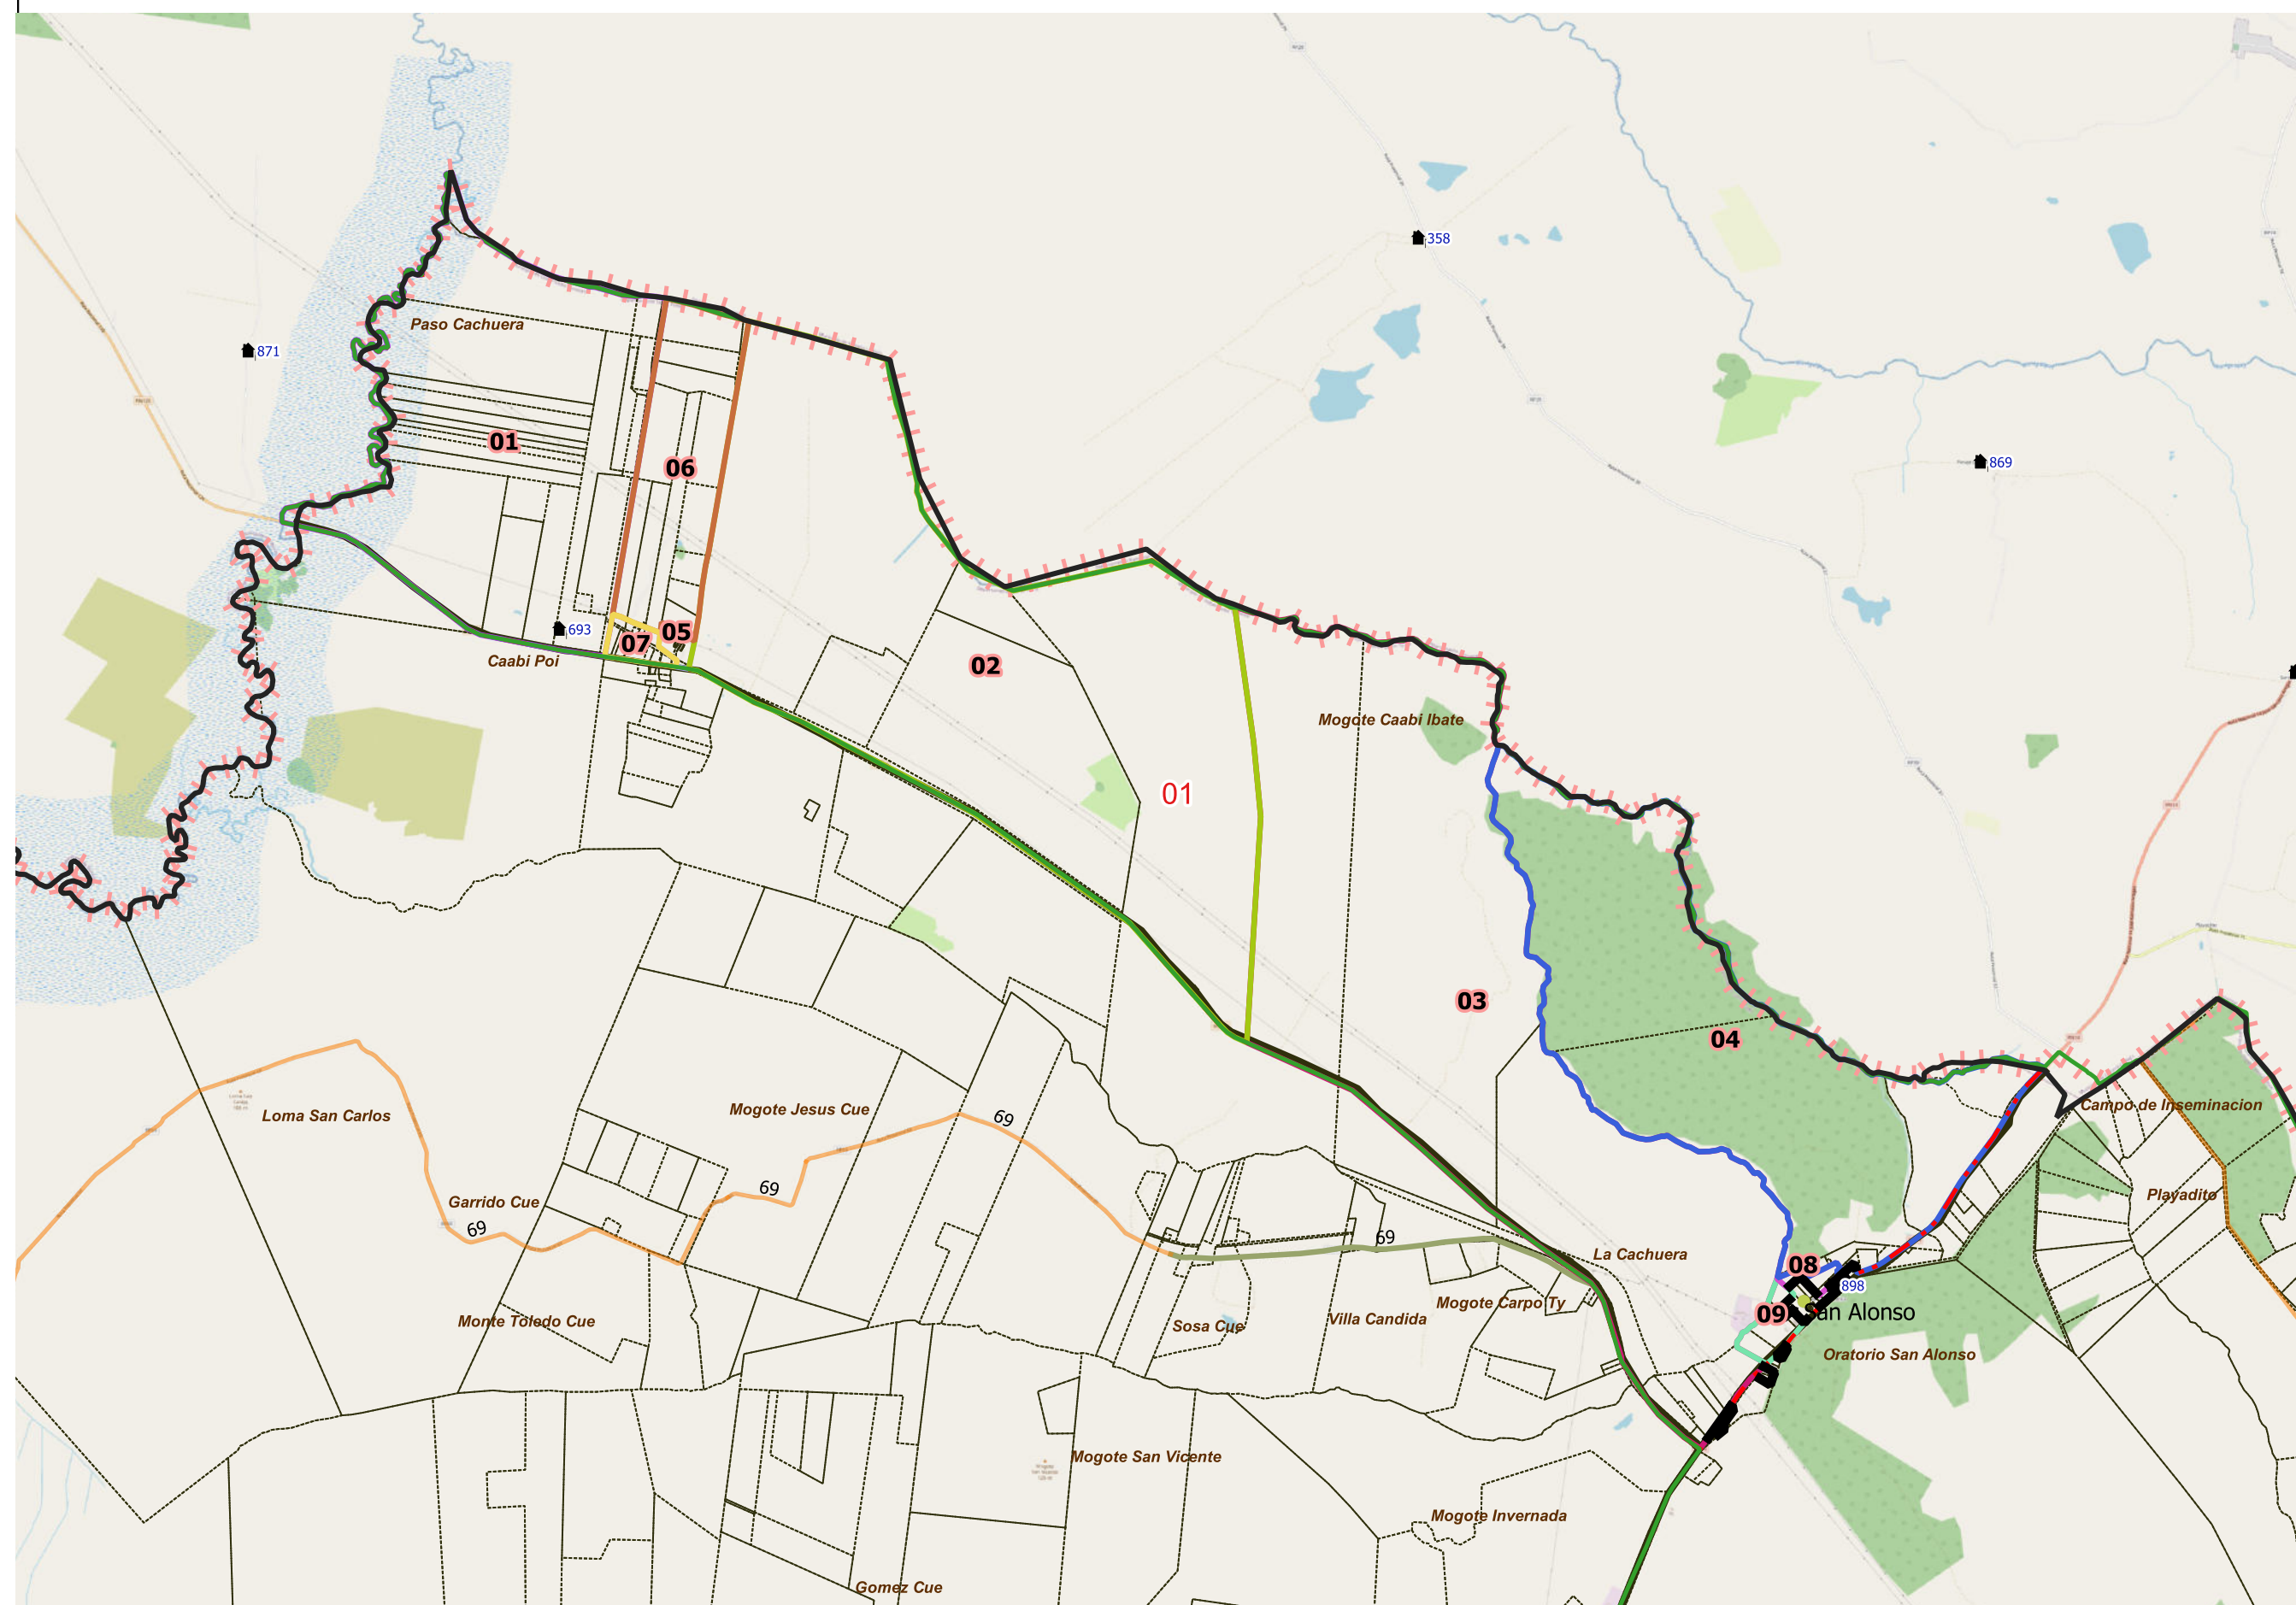 358
Paso Cachuera
871
01
869
06
693
07
05
Caabi Poi
02
Mogote Caabi Ibate
01
03
04
Campo de Inseminacion
Mogote Jesus Cue
69
Loma San Carlos
69
Playadito
Garrido Cue
69
69
La Cachuera
08
898
Mogote Carpo Ty
09
San Alonso
Monte Toledo Cue
Sosa Cue
Villa Candida
Oratorio San Alonso
Mogote San Vicente
Mogote Invernada
Gomez Cue